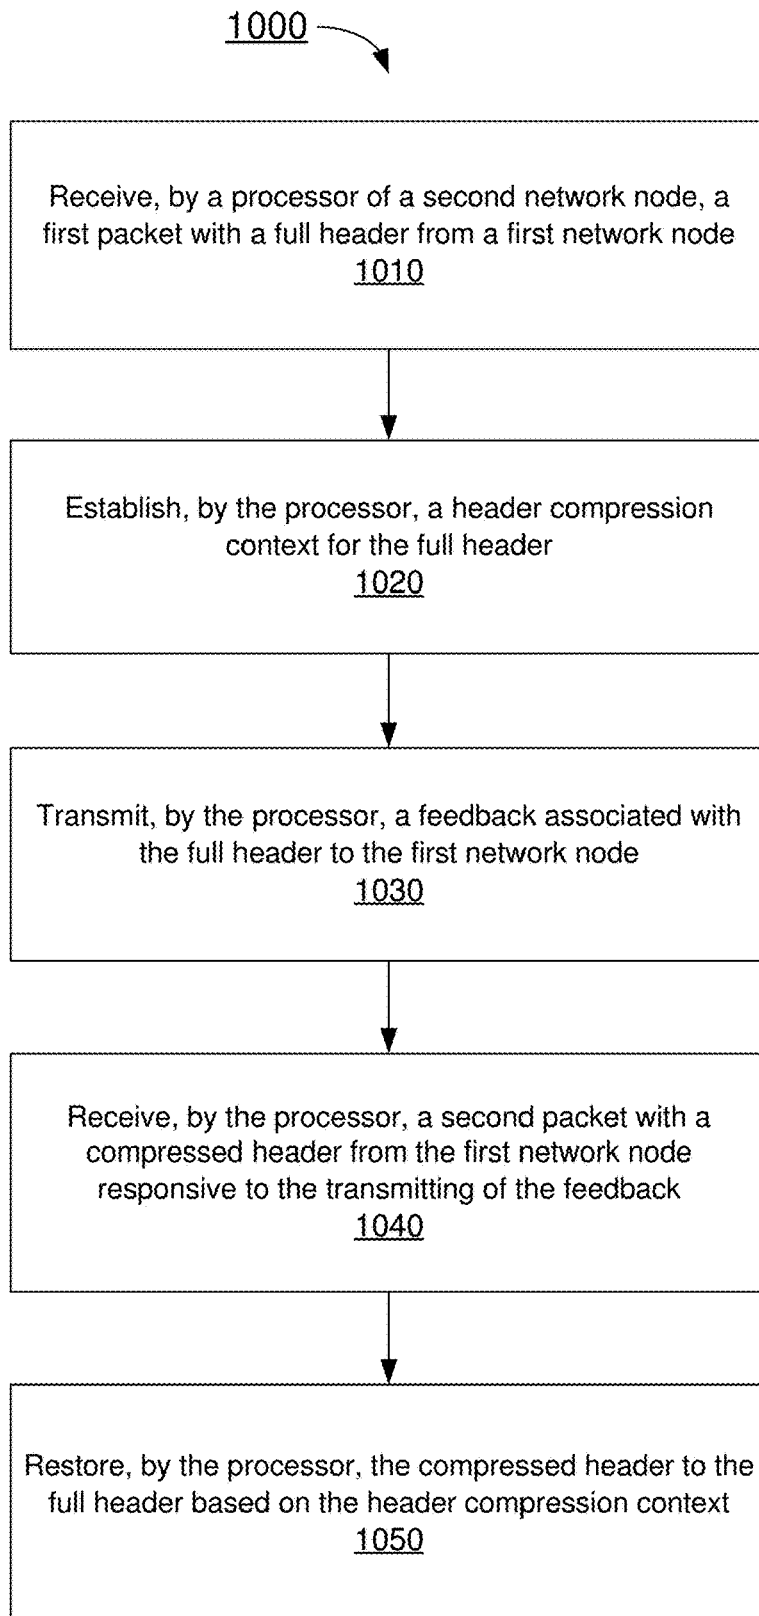 1000
Receive, by a processor of a second network node, a
first packet with a full header from a first network node
1010
Establish, by the processor, a header compression
context for the full header
1020
Transmit, by the processor, a feedback associated with
the full header to the first network node
1030
Receive, by the processor, a second packet with a
compressed header from the first network node
responsive to the transmitting of the feedback
1040
Restore, by the processor, the compressed header to the
full header based on the header compression context
1050